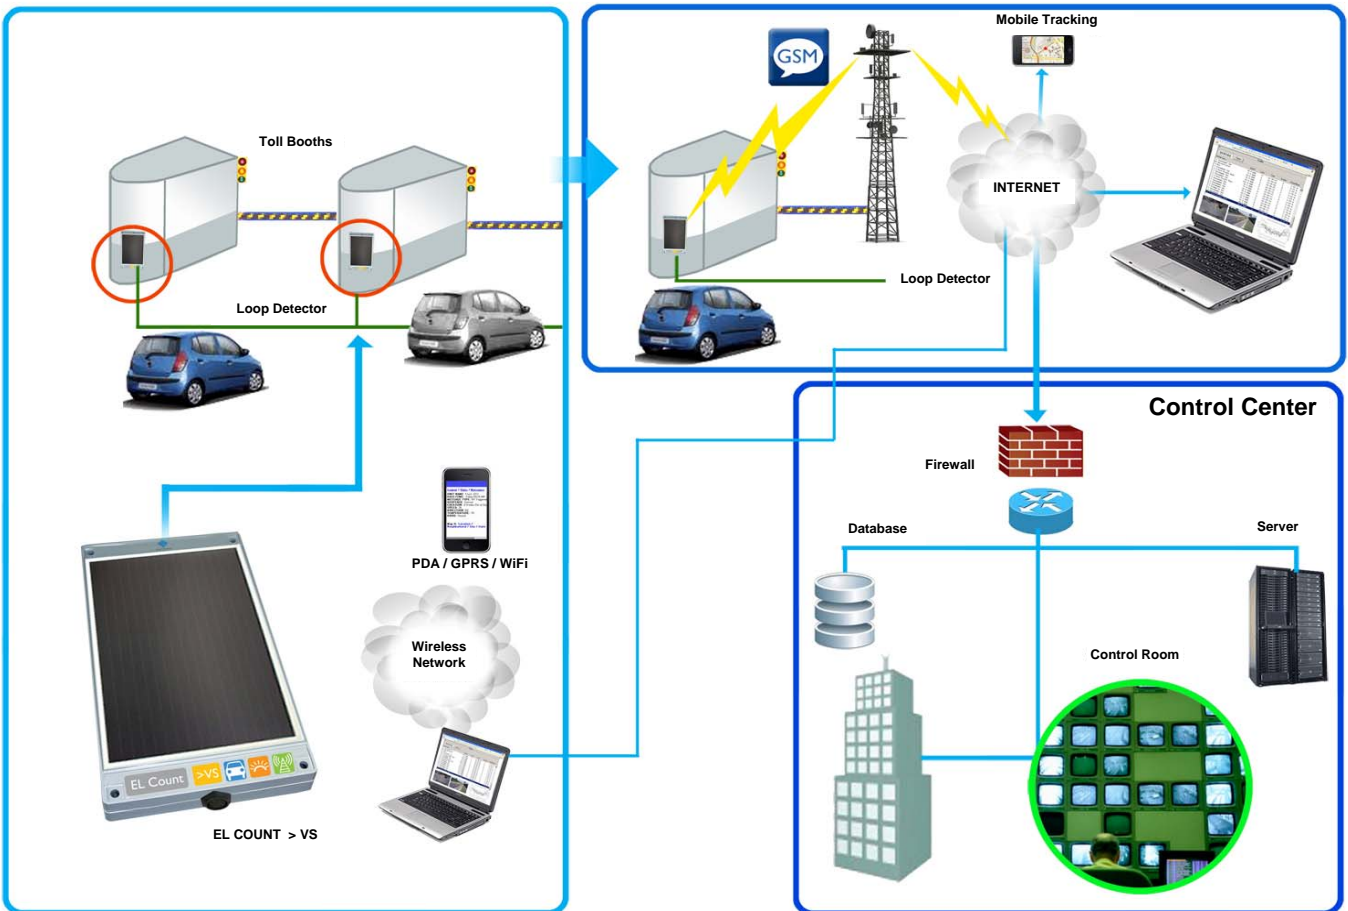 Mobile Tracking
GSM
Toll Booths
INTERNET
Loop Detector
Loop Detector
Control Center
Firewall
Database
Server
PDA / GPRS / WiFi
Wireless
Network
Control Room
EL Count >VS
EL COUNT > VS